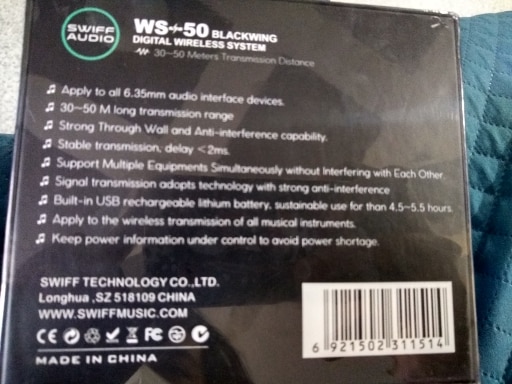 SWIFF AUDIO
WS-50 BLACKWING
DIGITAL WIRELESS SYSTEM
30~50 Meters Transmission Distance
Apply to all 6.35mm audio interface devices.
30~50 M long transmission range
Strong Through Wall and Anti-interference capability.
Stable transmission, delay <2ms.
Support Multiple Equipments Simultaneously without Interfering with Each Other.
Signal transmission adopts technology with strong anti-interference
Built-in USB rechargeable lithium battery, sustainable use for than 4.5~5.5 hours.
Apply to the wireless transmission of all musical instruments.
Keep power information under control to avoid power shortage.
SWIFF TECHNOLOGY CO.,LTD.
Longhua ,SZ 518109 CHINA
WWW.SWIFFMUSIC.COM
CE FC
MADE IN CHINA
6 921502 311514